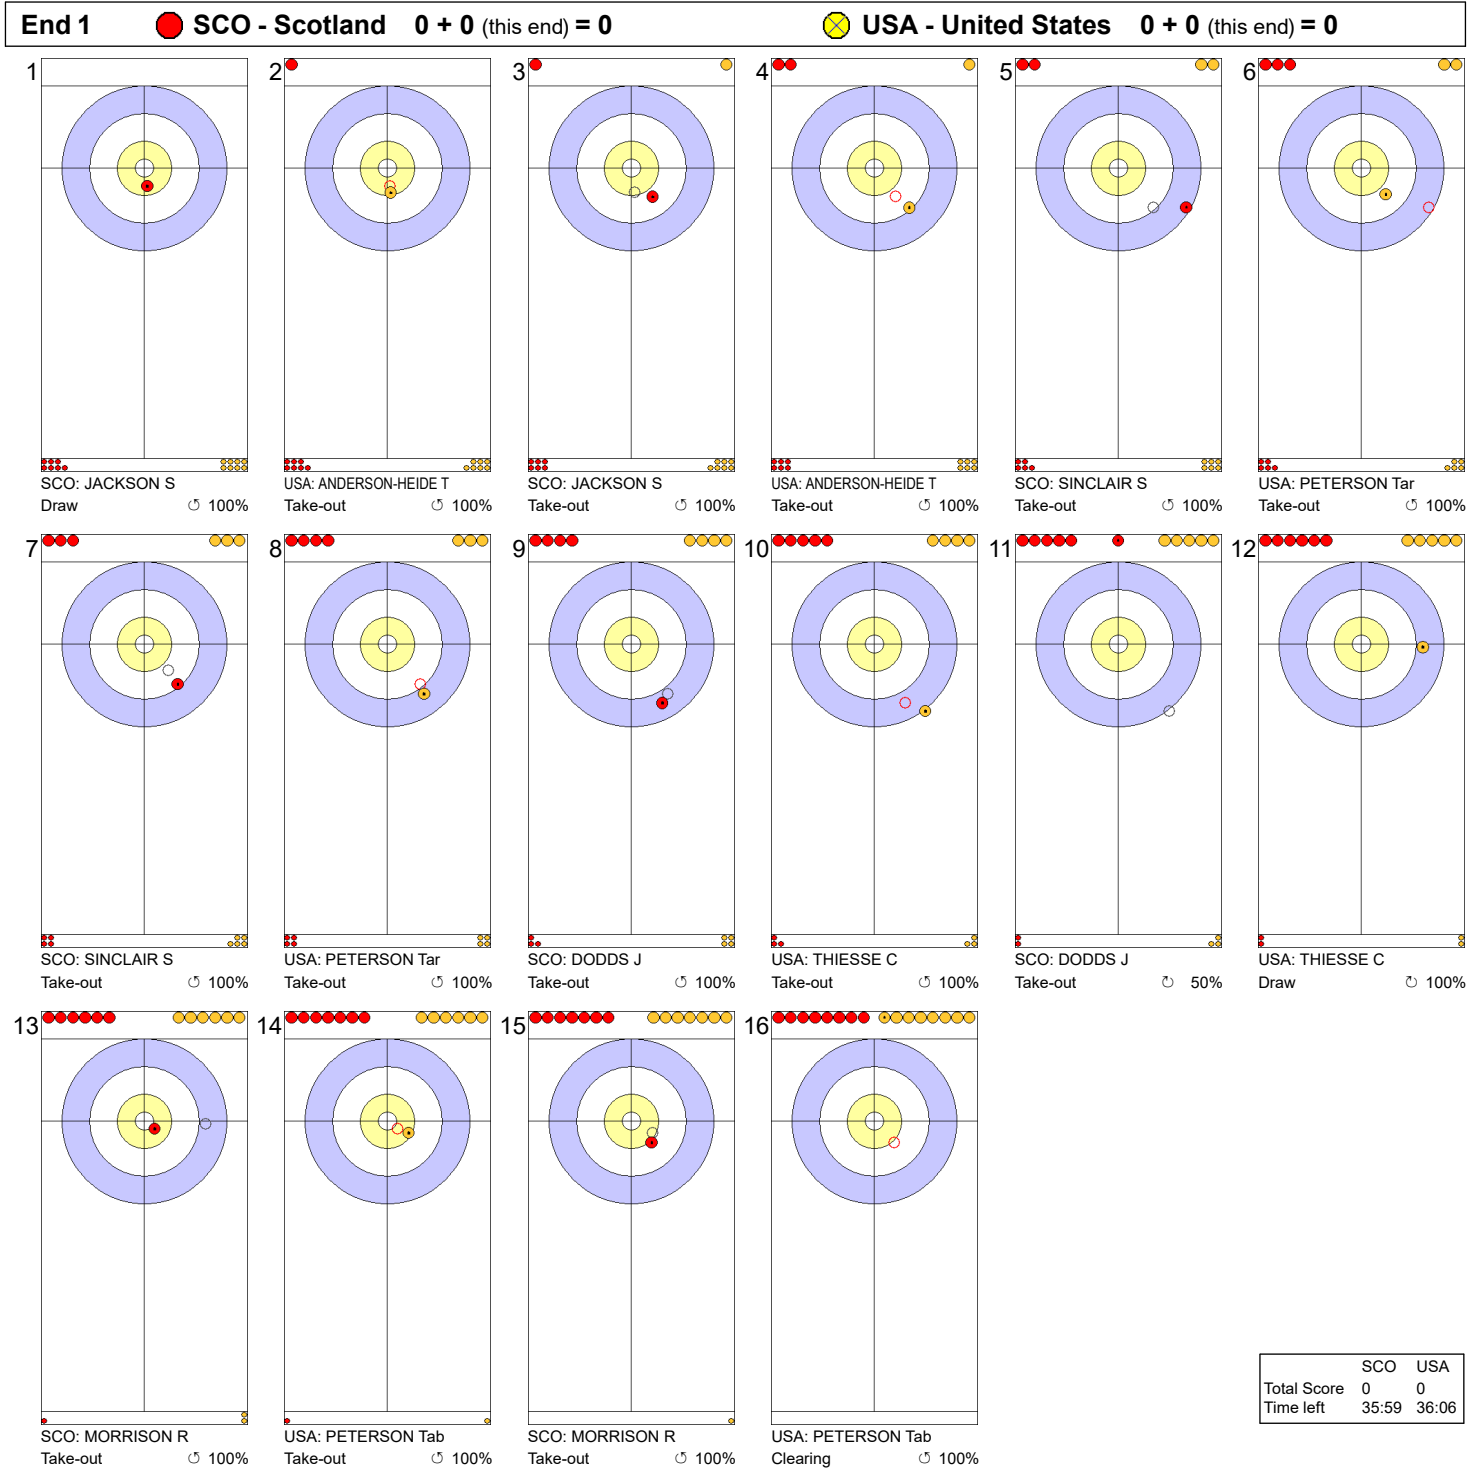 End 1 SCO - Scotland 0 + 0 (this end) = 0 USA - United States 0 + 0 (this end) = 0
1 2 3 4 5 6
SCO: JACKSON S USA: ANDERSON-HEIDE T SCO: JACKSON S USA: ANDERSON-HEIDE T SCO: SINCLAIR S USA: PETERSON Tar
Draw ↺ 100% Take-out ↺ 100% Take-out ↺ 100% Take-out ↺ 100% Take-out ↺ 100% Take-out ↺ 100%
7 8 9 10 11 12
SCO: SINCLAIR S USA: PETERSON Tar SCO: DODDS J USA: THIESSE C SCO: DODDS J USA: THIESSE C
Take-out ↺ 100% Take-out ↺ 100% Take-out ↺ 100% Take-out ↺ 100% Take-out ↻ 50% Draw ↻ 100%
13 14 15 16
SCO: MORRISON R USA: PETERSON Tab SCO: MORRISON R USA: PETERSON Tab
Take-out ↺ 100% Take-out ↺ 100% Take-out ↺ 100% Clearing ↺ 100%
SCO USA
Total Score 0 0
Time left 35:59 36:06